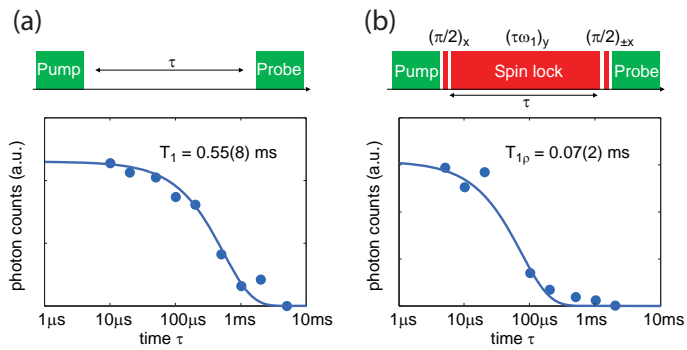 (a)
Pump
τ
Probe
photon counts (a.u.)
T1 = 0.55(8) ms
1μs
10μs
100μs
1ms
10ms
time τ
(b)
(π/2)x
(τω1)y
(π/2)±x
Pump
Spin lock
Probe
τ
photon counts (a.u.)
T1ρ = 0.07(2) ms
1μs
10μs
100μs
1ms
10ms
time τ